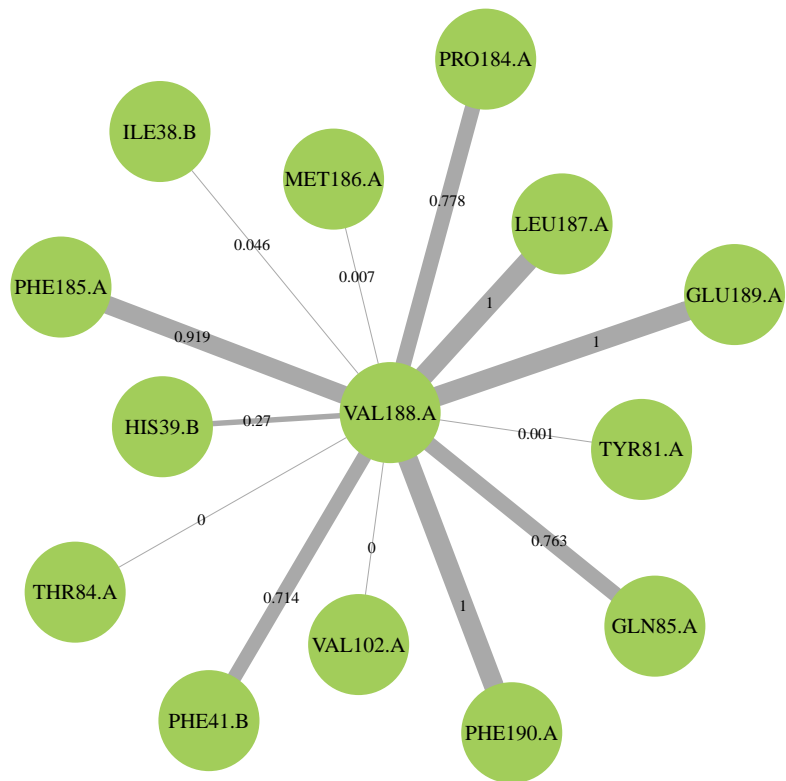 PRO184.A
ILE38.B
MET186.A
0.778
LEU187.A
0.046
0.007
PHE185.A
GLU189.A
1
0.919
1
VAL188.A
HIS39.B
0.27
0.001
TYR81.A
0
0
0.763
THR84.A
0.714
1
GLN85.A
VAL102.A
PHE41.B
PHE190.A